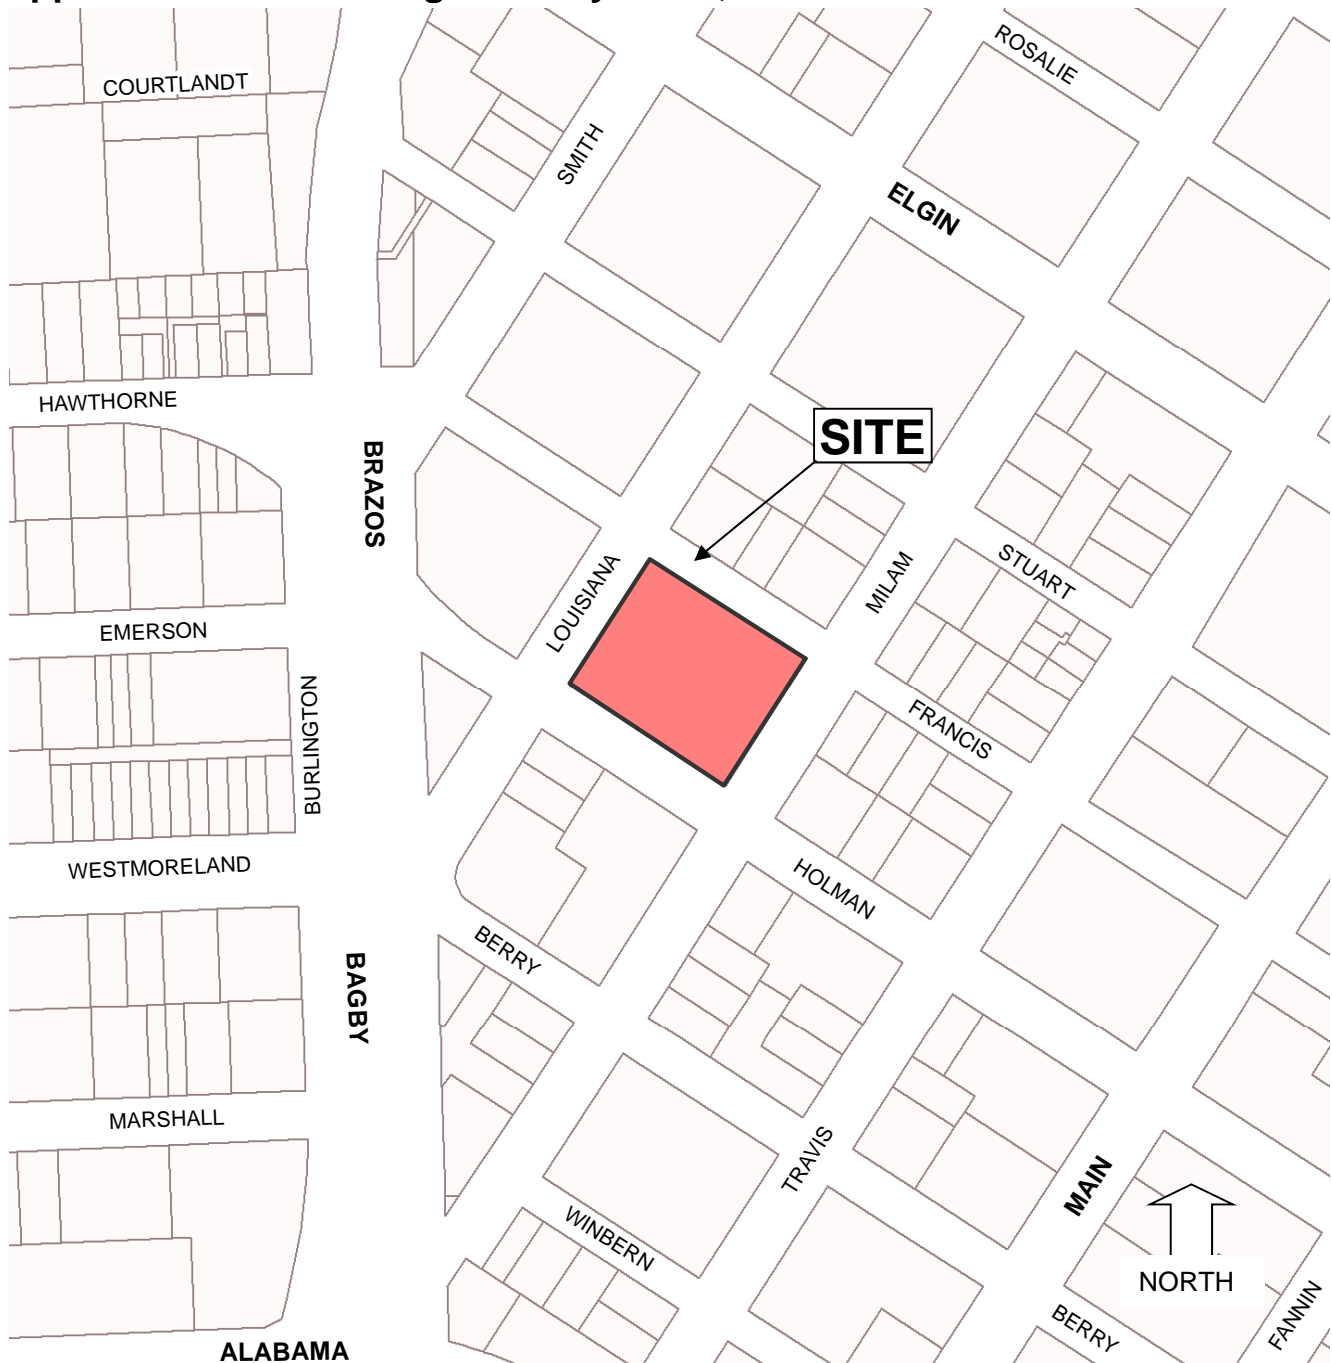 COURTLANDT
ROSALIE
SMITH
ELGIN
HAWTHORNE
SITE
BRAZOS
STUART
LOUISIANA
MILAM
EMERSON
BURLINGTON
FRANCIS
WESTMORELAND
HOLMAN
BERRY
BAGBY
MARSHALL
TRAVIS
MAIN
WINBERN
NORTH
FANNIN
BERRY
ALABAMA